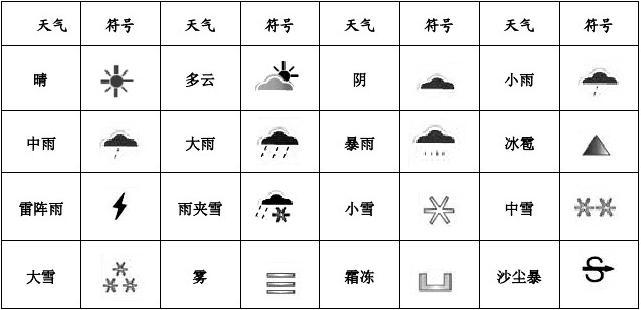 天气 符号 天气 符号 天气 符号 天气 符号
晴 多云 阴 小雨
中雨 大雨 暴雨 冰雹
雷阵雨 雨夹雪 小雪 中雪
大雪 雾 霜冻 沙尘暴